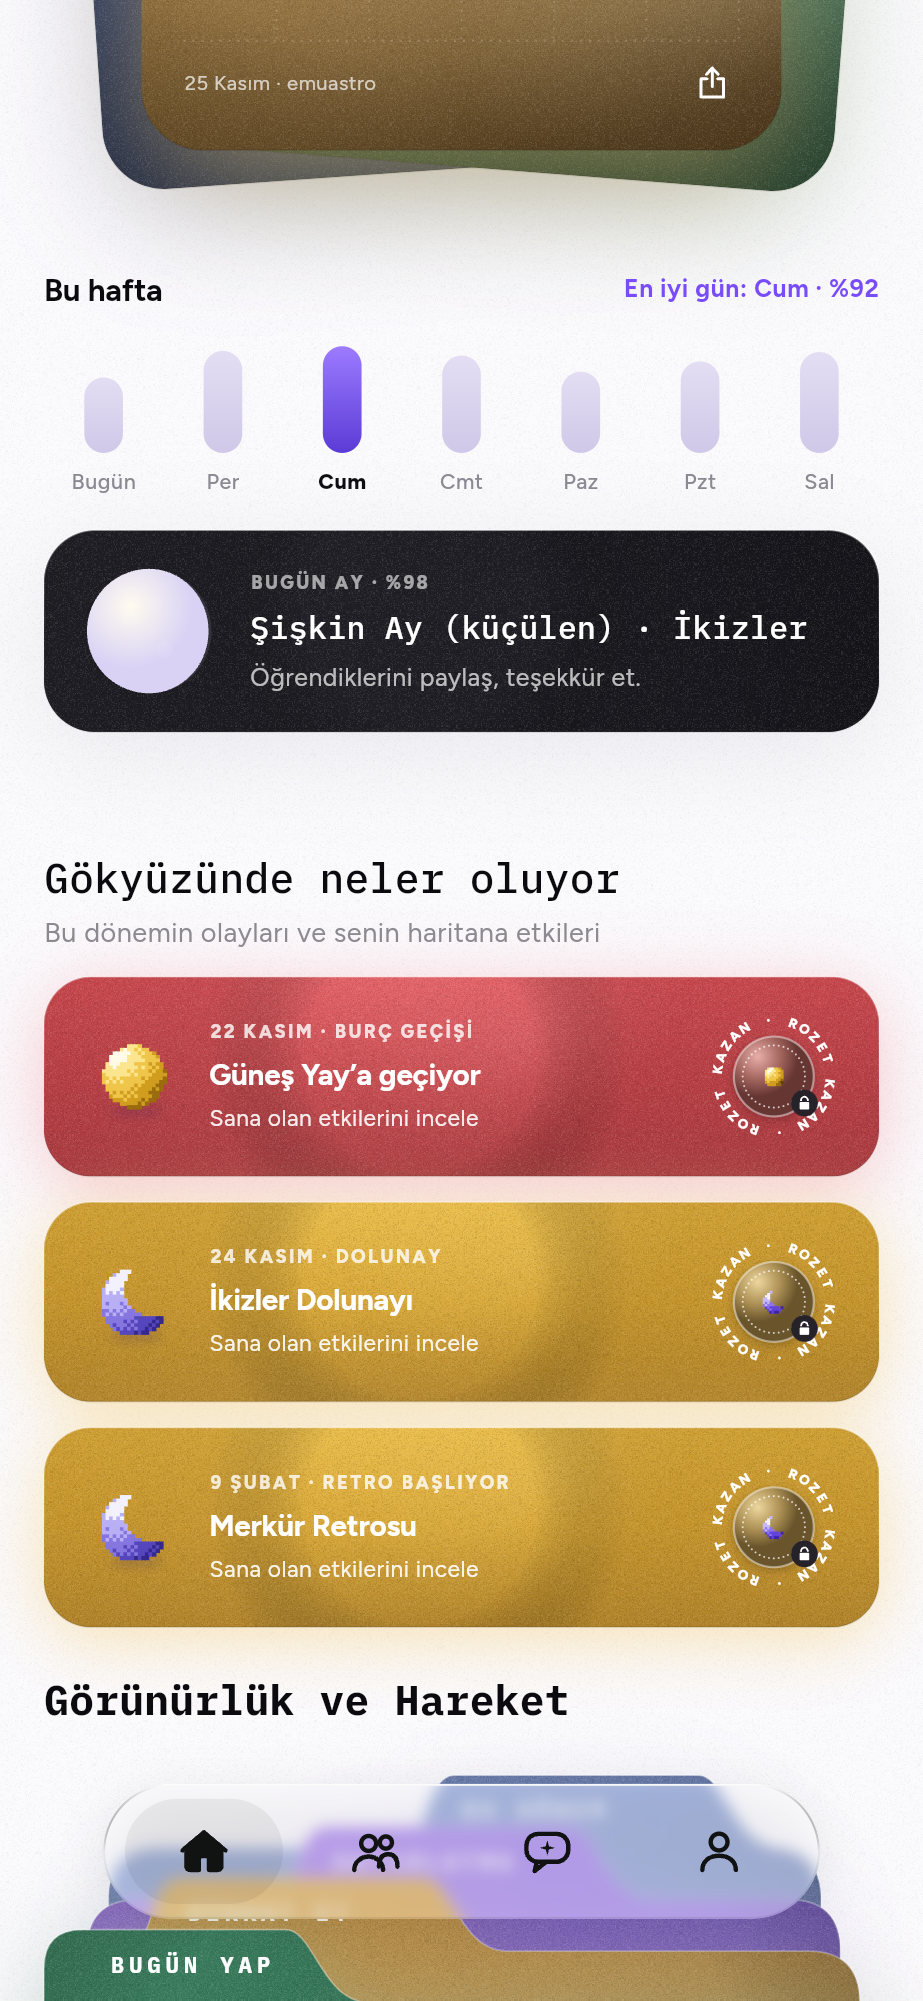 25 Kasım · emuastro
Bu hafta
En iyi gün: Cum · %92
Bugün
Per
Cum
Cmt
Paz
Pzt
Sal
BUGÜN AY · %98
Şişkin Ay (küçülen) · İkizler
Öğrendiklerini paylaş, teşekkür et.
Gökyüzünde neler oluyor
Bu dönemin olayları ve senin haritana etkileri
22 KASIM · BURÇ GEÇİŞİ
Güneş Yay’a geçiyor
Sana olan etkilerini incele
ROZET KAZAN · ROZET KAZAN ·
24 KASIM · DOLUNAY
İkizler Dolunayı
Sana olan etkilerini incele
ROZET KAZAN · ROZET KAZAN ·
9 ŞUBAT · RETRO BAŞLIYOR
Merkür Retrosu
Sana olan etkilerini incele
ROZET KAZAN · ROZET KAZAN ·
Görünürlük ve Hareket
BUGÜN YAP